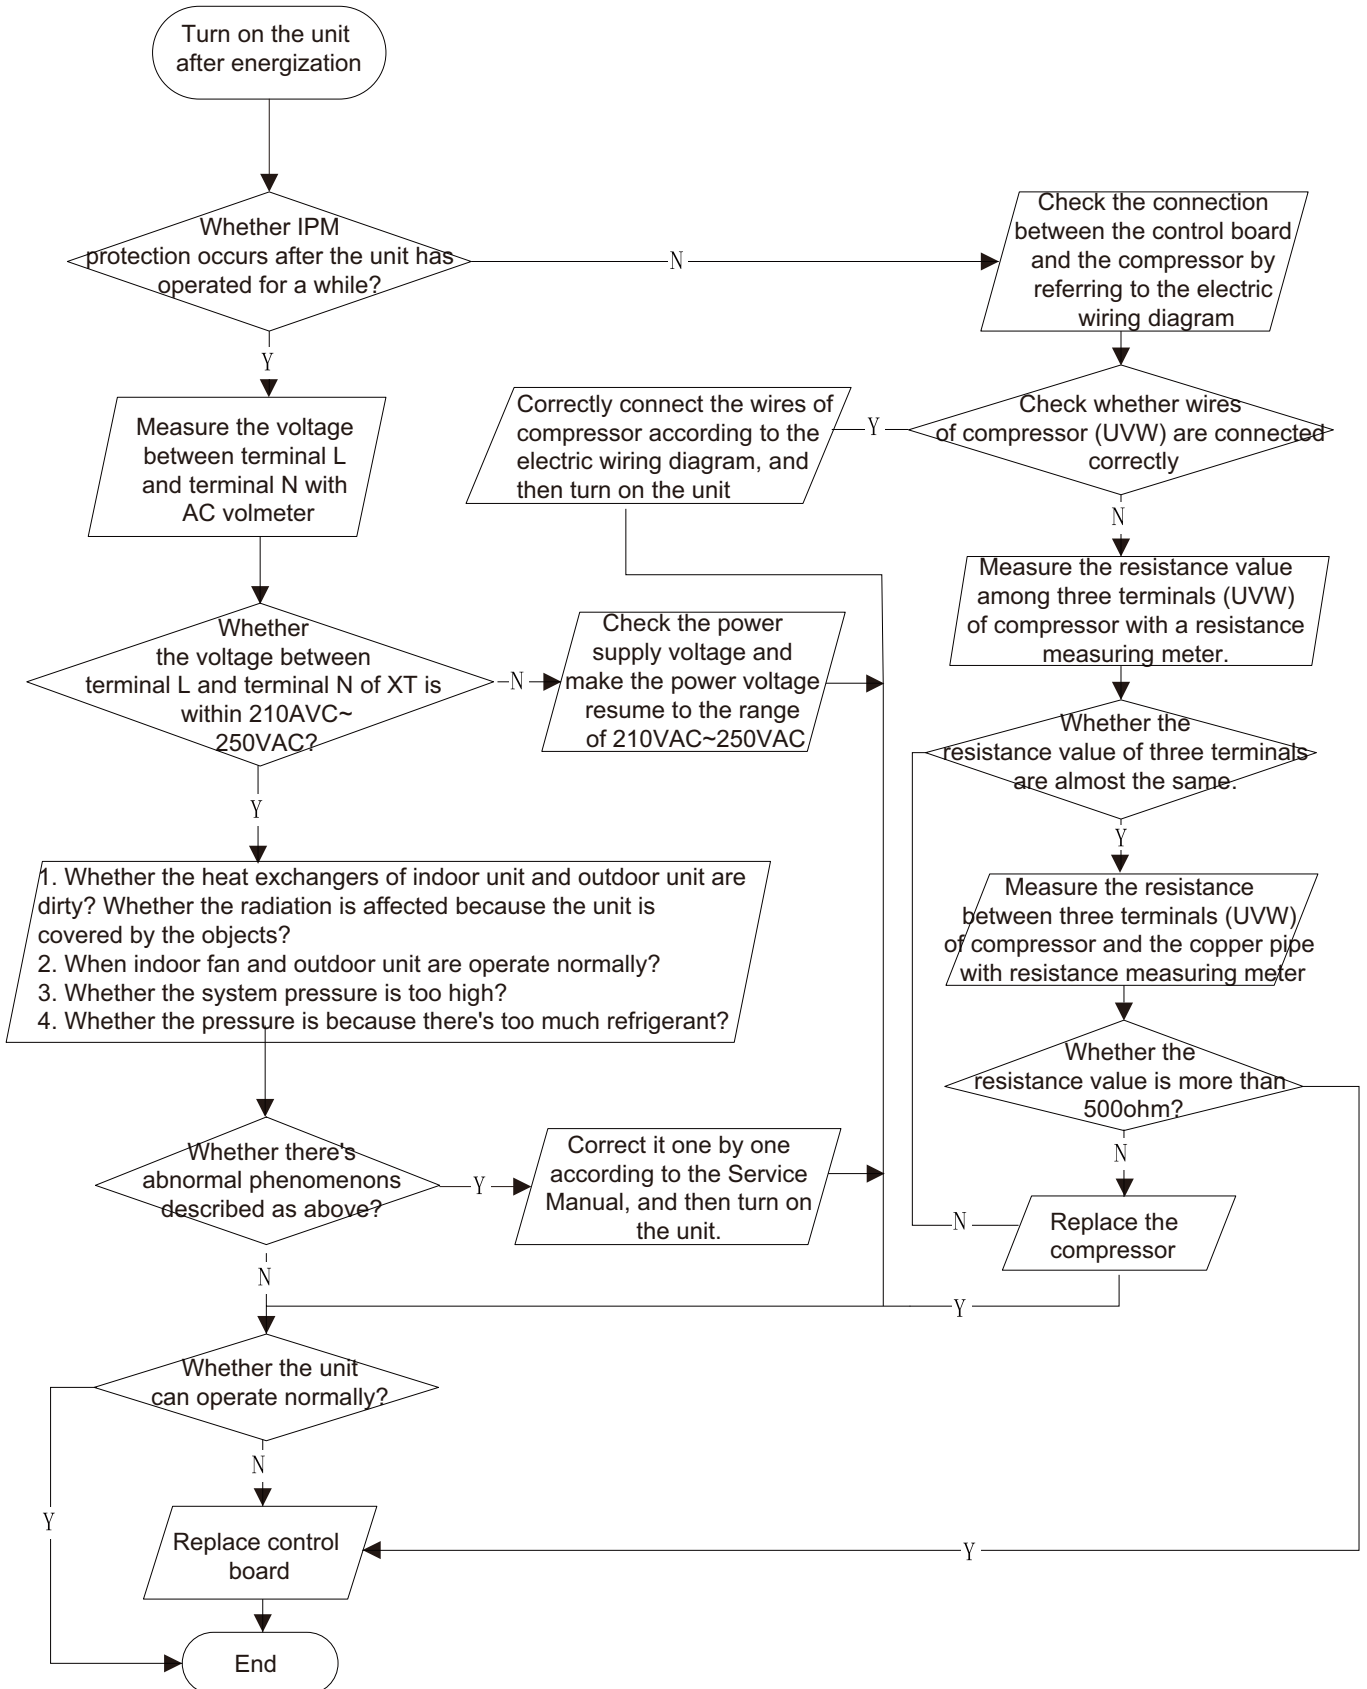 Turn on the unit
after energization
Whether IPM
protection occurs after the unit has
operated for a while?
N
Check the connection
between the control board
and the compressor by
referring to the electric
wiring diagram
Y
Measure the voltage
between terminal L
and terminal N with
AC volmeter
Correctly connect the wires of
compressor according to the
electric wiring diagram, and
then turn on the unit
Y
Check whether wires
of compressor (UVW) are connected
correctly
N
Measure the resistance value
among three terminals (UVW)
of compressor with a resistance
measuring meter.
Whether
the voltage between
terminal L and terminal N of XT is
within 210AVC~
250VAC?
N
Check the power
supply voltage and
make the power voltage
resume to the range
of 210VAC~250VAC
Whether the
resistance value of three terminals
are almost the same.
Y
Y
1. Whether the heat exchangers of indoor unit and outdoor unit are
dirty? Whether the radiation is affected because the unit is
covered by the objects?
2. When indoor fan and outdoor unit are operate normally?
3. Whether the system pressure is too high?
4. Whether the pressure is because there's too much refrigerant?
Measure the resistance
between three terminals (UVW)
of compressor and the copper pipe
with resistance measuring meter
Whether the
resistance value is more than
500ohm?
N
Whether there's
abnormal phenomenons
described as above?
Y
Correct it one by one
according to the Service
Manual, and then turn on
the unit.
N
Replace the
compressor
N
Y
Whether the unit
can operate normally?
N
Y
Replace control
board
Y
End